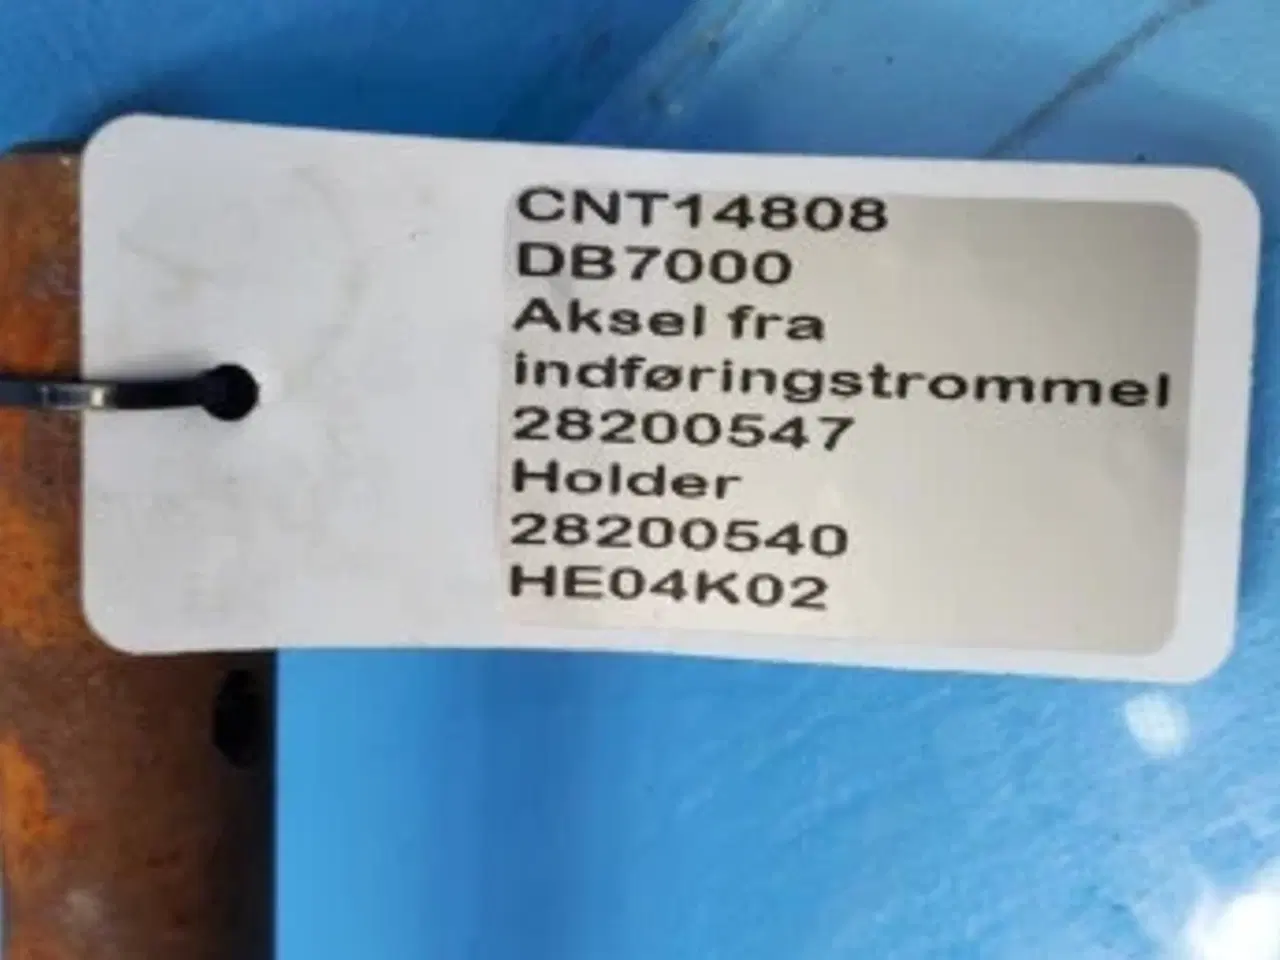 CNT14808
DB7000
Aksel fra
indføringstrommel
28200547
Holder
28200540
HE04K02